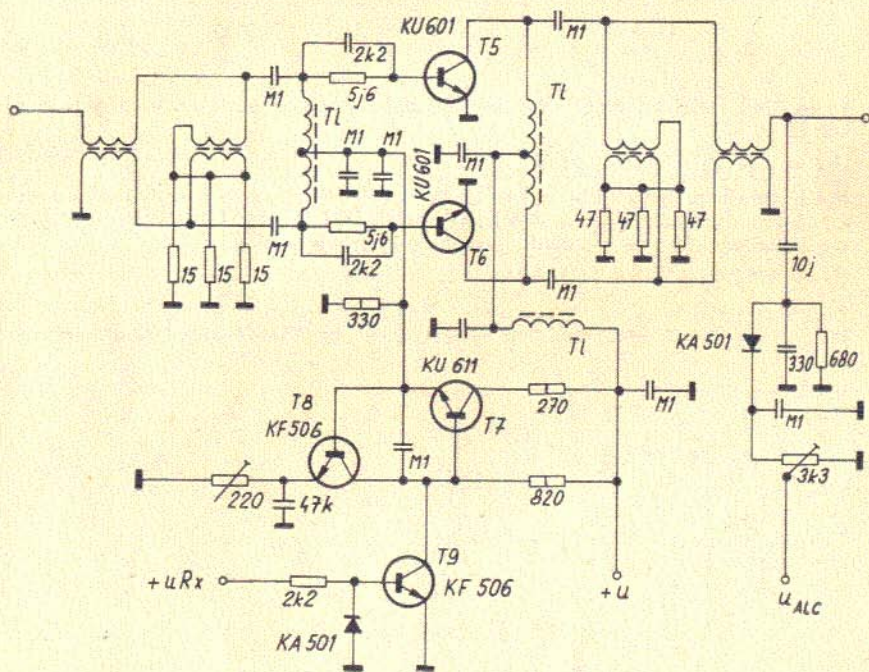 KU601
T5
M1
2k2
5j6
M1
Tl
Tl
M1
M1
M1
KU601
47
47
47
M1
5j6
2k2
T6
15
15
15
M1
10j
330
Tl
KA 501
330
680
KU 611
T8
KF 506
270
M1
T7
M1
M1
220
47k
820
3k3
T9
+uRx
2k2
KF 506
+u
uALC
KA 501